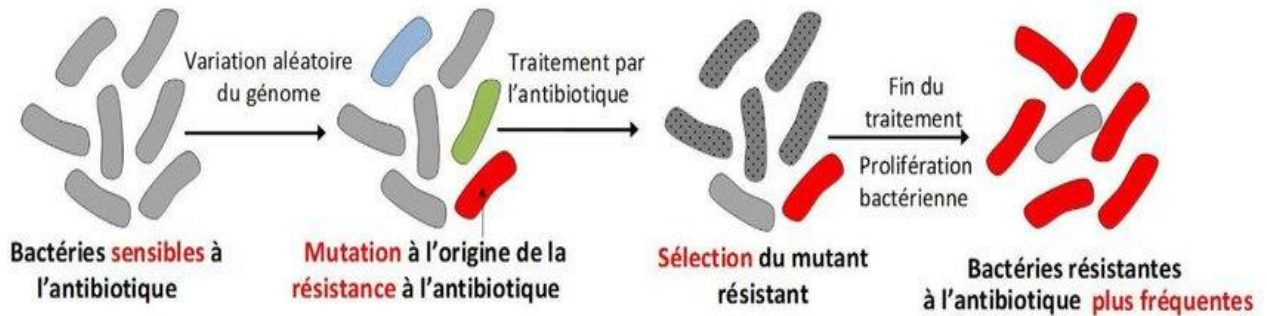 Variation aléatoire
du génome
Traitement par
l'antibiotique
Fin du
traitement
Prolifération
bactérienne
Bactéries sensibles à
l'antibiotique
Mutation à l'origine de la
résistance à l'antibiotique
Sélection du mutant
résistant
Bactéries résistantes
à l'antibiotique plus fréquentes